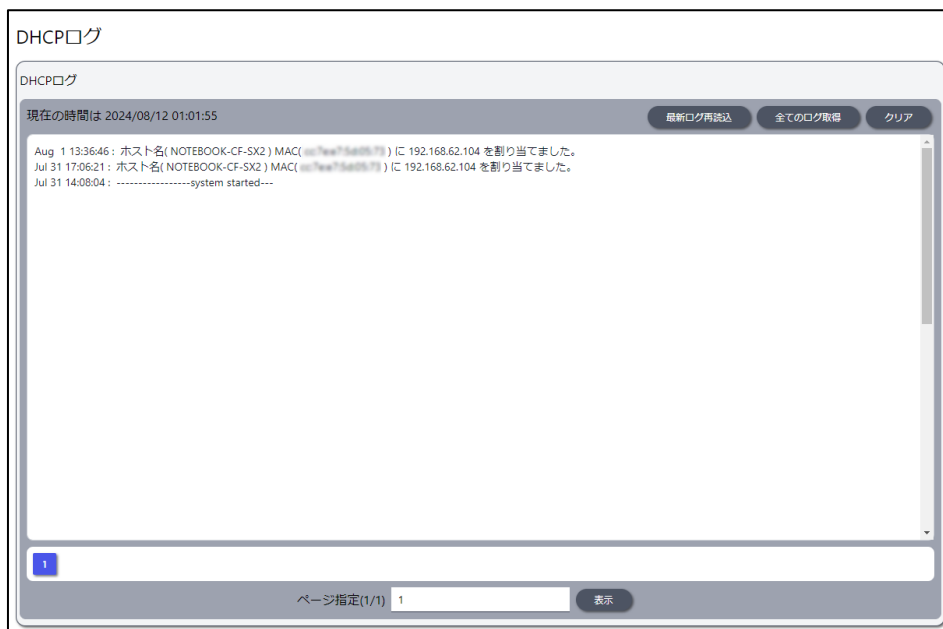 DHCPログ
DHCPログ
現在の時間は 2024/08/12 01:01:55 最新ログ再読込 全てのログ取得 クリア
Aug 1 13:36:46 : ホスト名( NOTEBOOK-CF-SX2 ) MAC( ) に 192.168.62.104 を割り当てました。
Jul 31 17:06:21 : ホスト名( NOTEBOOK-CF-SX2 ) MAC( ) に 192.168.62.104 を割り当てました。
Jul 31 14:08:04 : -----------------system started---
1
ページ指定(1/1) 1 表示